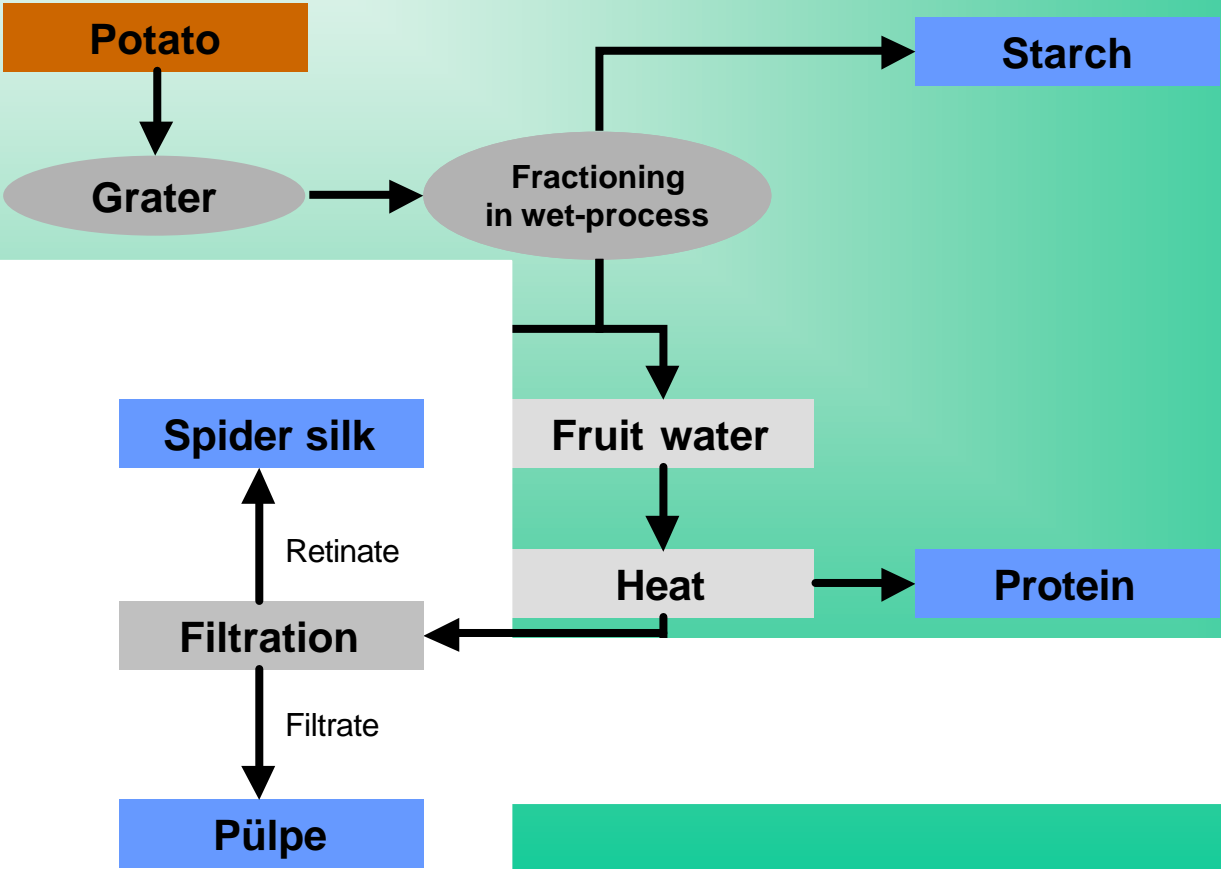 Potato
Starch
Grater
Fractioning
in wet-process
Spider silk
Fruit water
Retinate
Heat
Protein
Filtration
Filtrate
Pülpe